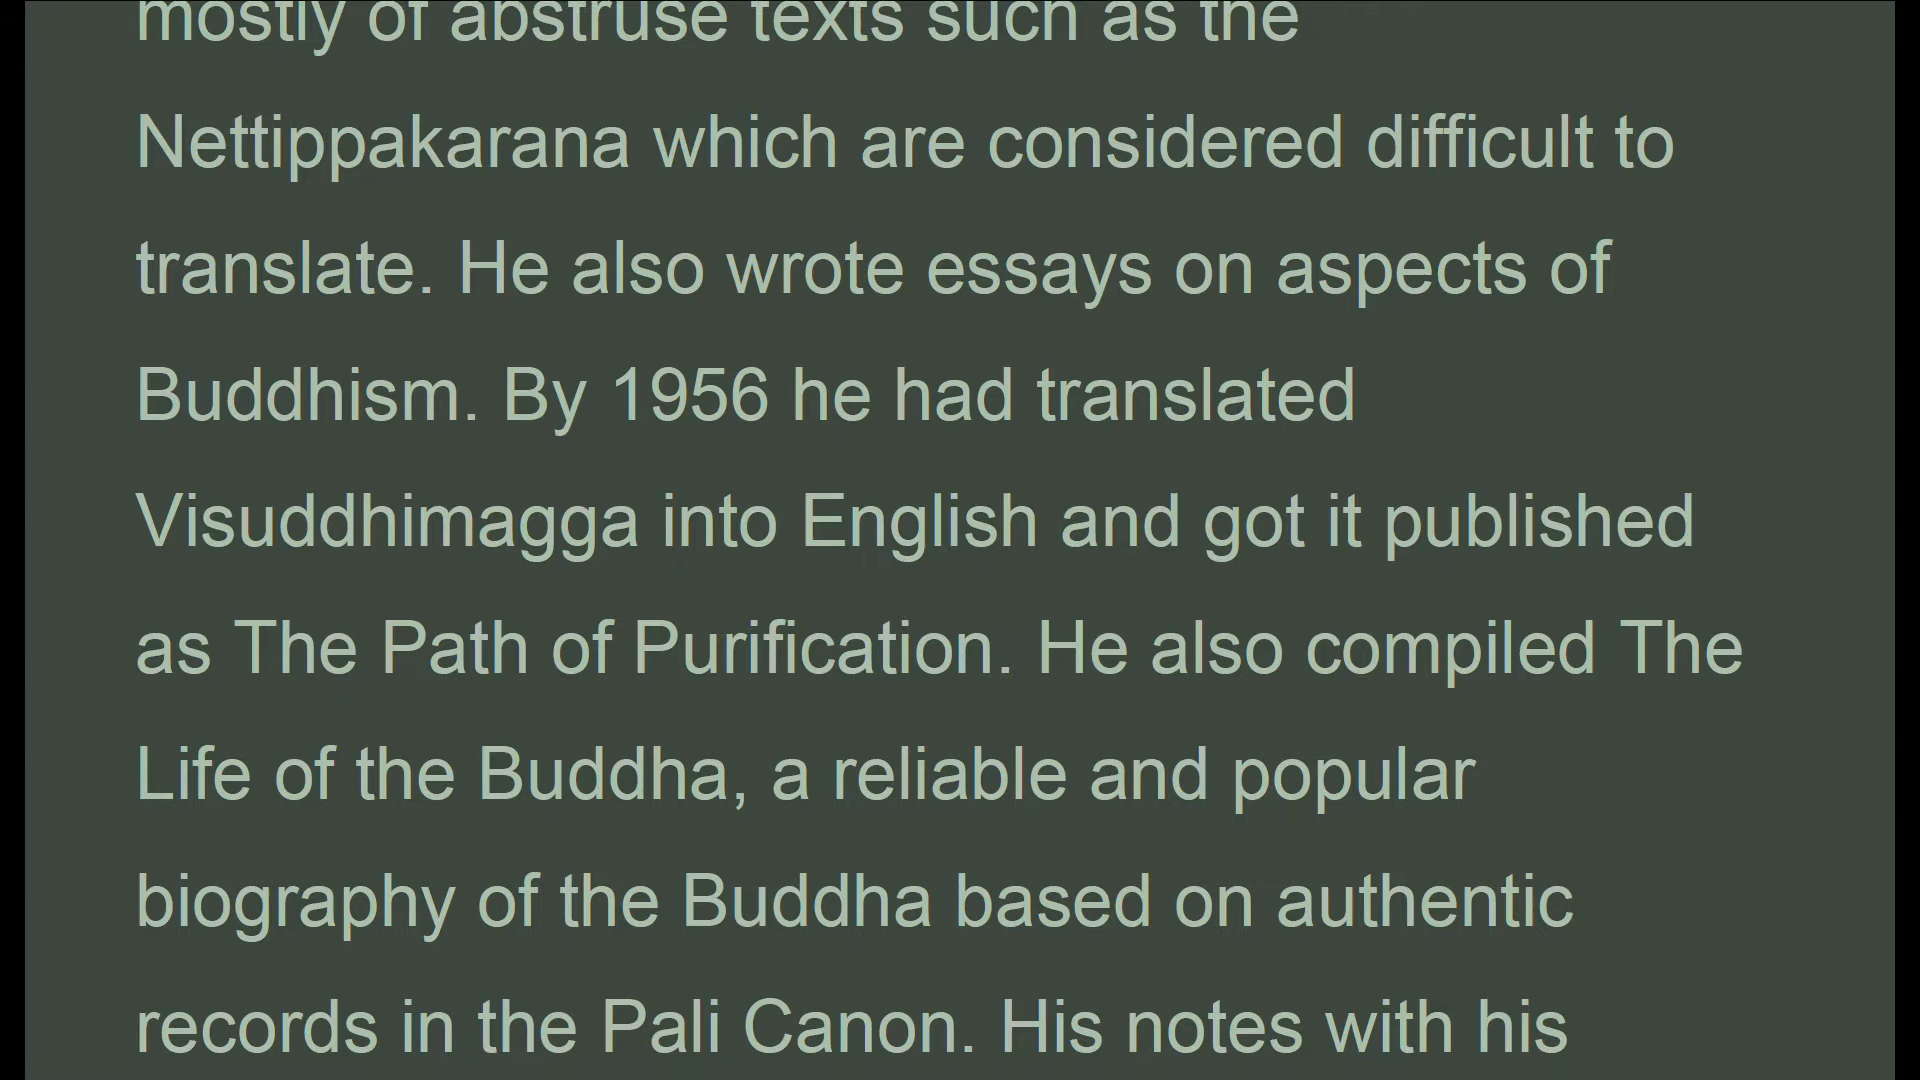 mostly of abstruse texts such as the
Nettippakarana which are considered difficult to
translate. He also wrote essays on aspects of
Buddhism. By 1956 he had translated
Visuddhimagga into English and got it published
as The Path of Purification. He also compiled The
Life of the Buddha, a reliable and popular
biography of the Buddha based on authentic
records in the Pali Canon. His notes with his